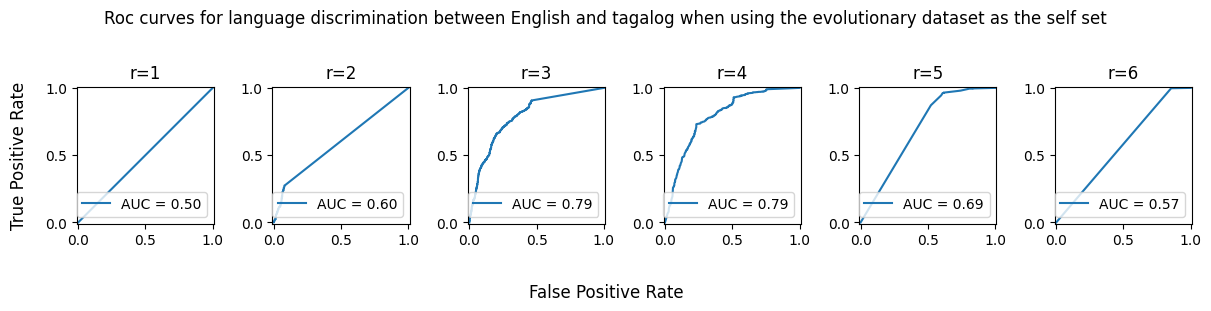 Roc curves for language discrimination between English and tagalog when using the evolutionary dataset as the self set
r=1
r=2
r=3
r=4
r=5
r=6
True Positive Rate
1.0
0.5
0.0
0.0
0.5
1.0
AUC = 0.50
1.0
0.5
0.0
0.0
0.5
1.0
AUC = 0.60
1.0
0.5
0.0
0.0
0.5
1.0
AUC = 0.79
1.0
0.5
0.0
0.0
0.5
1.0
AUC = 0.79
1.0
0.5
0.0
0.0
0.5
1.0
AUC = 0.69
1.0
0.5
0.0
0.0
0.5
1.0
AUC = 0.57
False Positive Rate